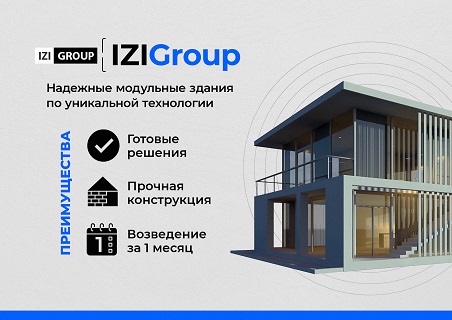 IZI GROUP
IZIGroup
Надежные модульные здания
по уникальной технологии
ПРЕИМУЩЕСТВА
Готовые
решения
Прочная
конструкция
1
Возведение
за 1 месяц